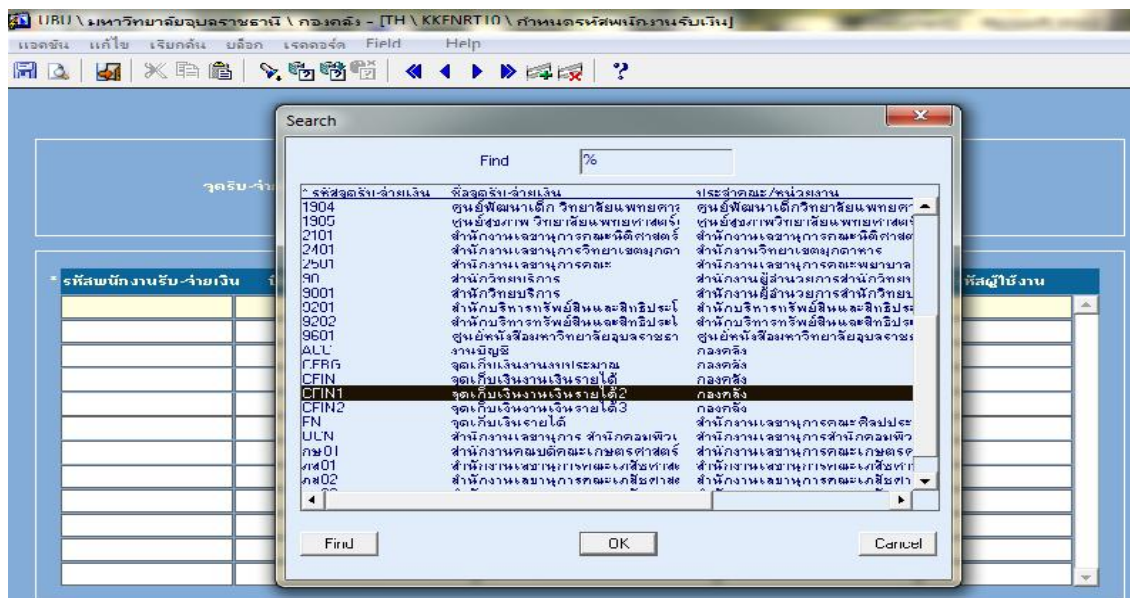 UBU \ มหาวิทยาลัยอุบลราชธานี \ กองคลัง - [TH \ KKFNRT10 \ กำหนดรหัสพนักงานรับเงิน]
แอคชัน แก้ไข เรียกค้น บล็อก เรคคอร์ด Field Help
Search
Find %
จุดรับ-จ่าย
* รหัสจุดรับ-จ่ายเงิน ชื่อจุดรับ-จ่ายเงิน ประจำคณะ/หน่วยงาน
1904 ศูนย์พัฒนาเด็ก วิทยาลัยแพทยศา ศูนย์พัฒนาเด็กวิทยาลัยแพทยศา
1905 ศูนย์สุขภาพ วิทยาลัยแพทยศาสตร์ ศูนย์สุขภาพวิทยาลัยแพทยศาสตร์
2101 สำนักงานเลขานุการคณะนิติศาสตร์ สำนักงานเลขานุการคณะนิติศาสต
2401 สำนักงานเลขานุการวิทยาเขตมุกดา สำนักงานวิทยาเขตมุกดาหาร
2501 สำนักงานเลขานุการคณะ สำนักงานเลขานุการคณะพยาบาล
90 สำนักวิทยบริการ สำนักงานผู้อำนวยการสำนักวิทยบ
9001 สำนักวิทยบริการ สำนักงานผู้อำนวยการสำนักวิทยบ
9201 สำนักบริหารทรัพย์สินและสิทธิประโ สำนักบริหารทรัพย์สินและสิทธิประ
9202 สำนักบริหารทรัพย์สินและสิทธิประโ สำนักบริหารทรัพย์สินและสิทธิประ
9601 ศูนย์หนังสือมหาวิทยาลัยอุบลราชธา ศูนย์หนังสือมหาวิทยาลัยอุบลราชธ
งานบัญชี กองคลัง
จุดเก็บเงินงานงบประมาณ กองคลัง
CFIN จุดเก็บเงินงานเงินรายได้ กองคลัง
CFIN1 จุดเก็บเงินงานเงินรายได้2 กองคลัง
CFIN2 จุดเก็บเงินงานเงินรายได้3 กองคลัง
FN จุดเก็บเงินรายได้ สำนักงานเลขานุการคณะศิลปประ
สำนักงานเลขานุการ สำนักคอมพิวเ สำนักงานเลขานุการสำนักคอมพิว
กษ01 สำนักงานคณบดีคณะเกษตรศาสตร์ สำนักงานเลขานุการคณะเกษตรศ
ภส01 สำนักงานเลขานุการคณะเภสัชศาส สำนักงานเลขานุการคณะเภสัชศา
ภส02 สำนักงานเลขานุการคณะเภสัชศาส สำนักงานเลขานุการคณะเภสัชศา
* รหัสพนักงานรับ-จ่ายเงิน
หัสผู้ใช้งาน
Find OK Cancel